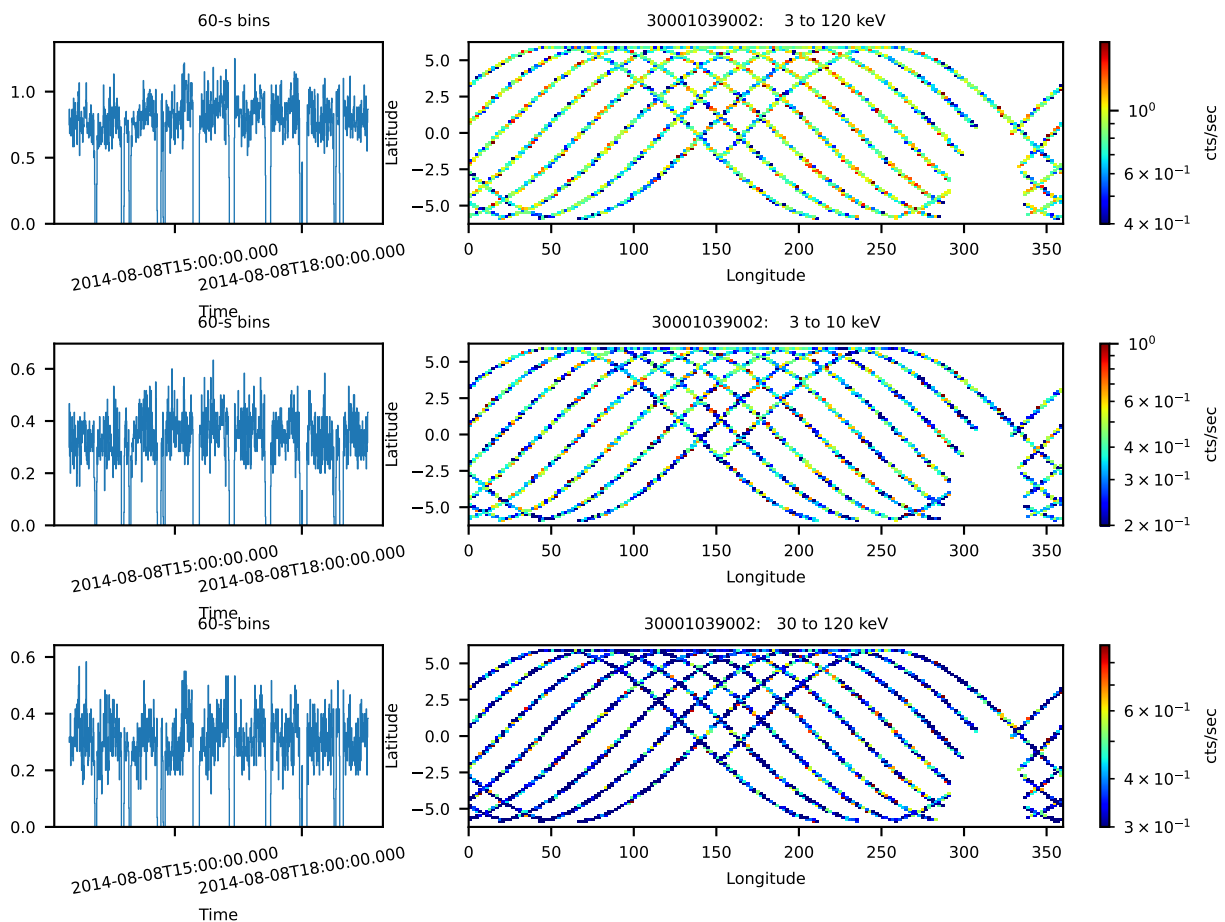 60-s bins
30001039002: 3 to 120 keV
1.0
0.5
0.0
2014-08-08T15:00:00.000
2014-08-08T18:00:00.000
Time
Latitude
5.0
2.5
0.0
−2.5
−5.0
0 50 100 150 200 250 300 350
Longitude
10⁰
6 × 10⁻¹
4 × 10⁻¹
cts/sec
60-s bins
30001039002: 3 to 10 keV
0.6
0.4
0.2
0.0
2014-08-08T15:00:00.000
2014-08-08T18:00:00.000
Time
Latitude
5.0
2.5
0.0
−2.5
−5.0
0 50 100 150 200 250 300 350
Longitude
10⁰
6 × 10⁻¹
4 × 10⁻¹
3 × 10⁻¹
2 × 10⁻¹
cts/sec
60-s bins
30001039002: 30 to 120 keV
0.6
0.4
0.2
0.0
2014-08-08T15:00:00.000
2014-08-08T18:00:00.000
Time
Latitude
5.0
2.5
0.0
−2.5
−5.0
0 50 100 150 200 250 300 350
Longitude
6 × 10⁻¹
4 × 10⁻¹
3 × 10⁻¹
cts/sec